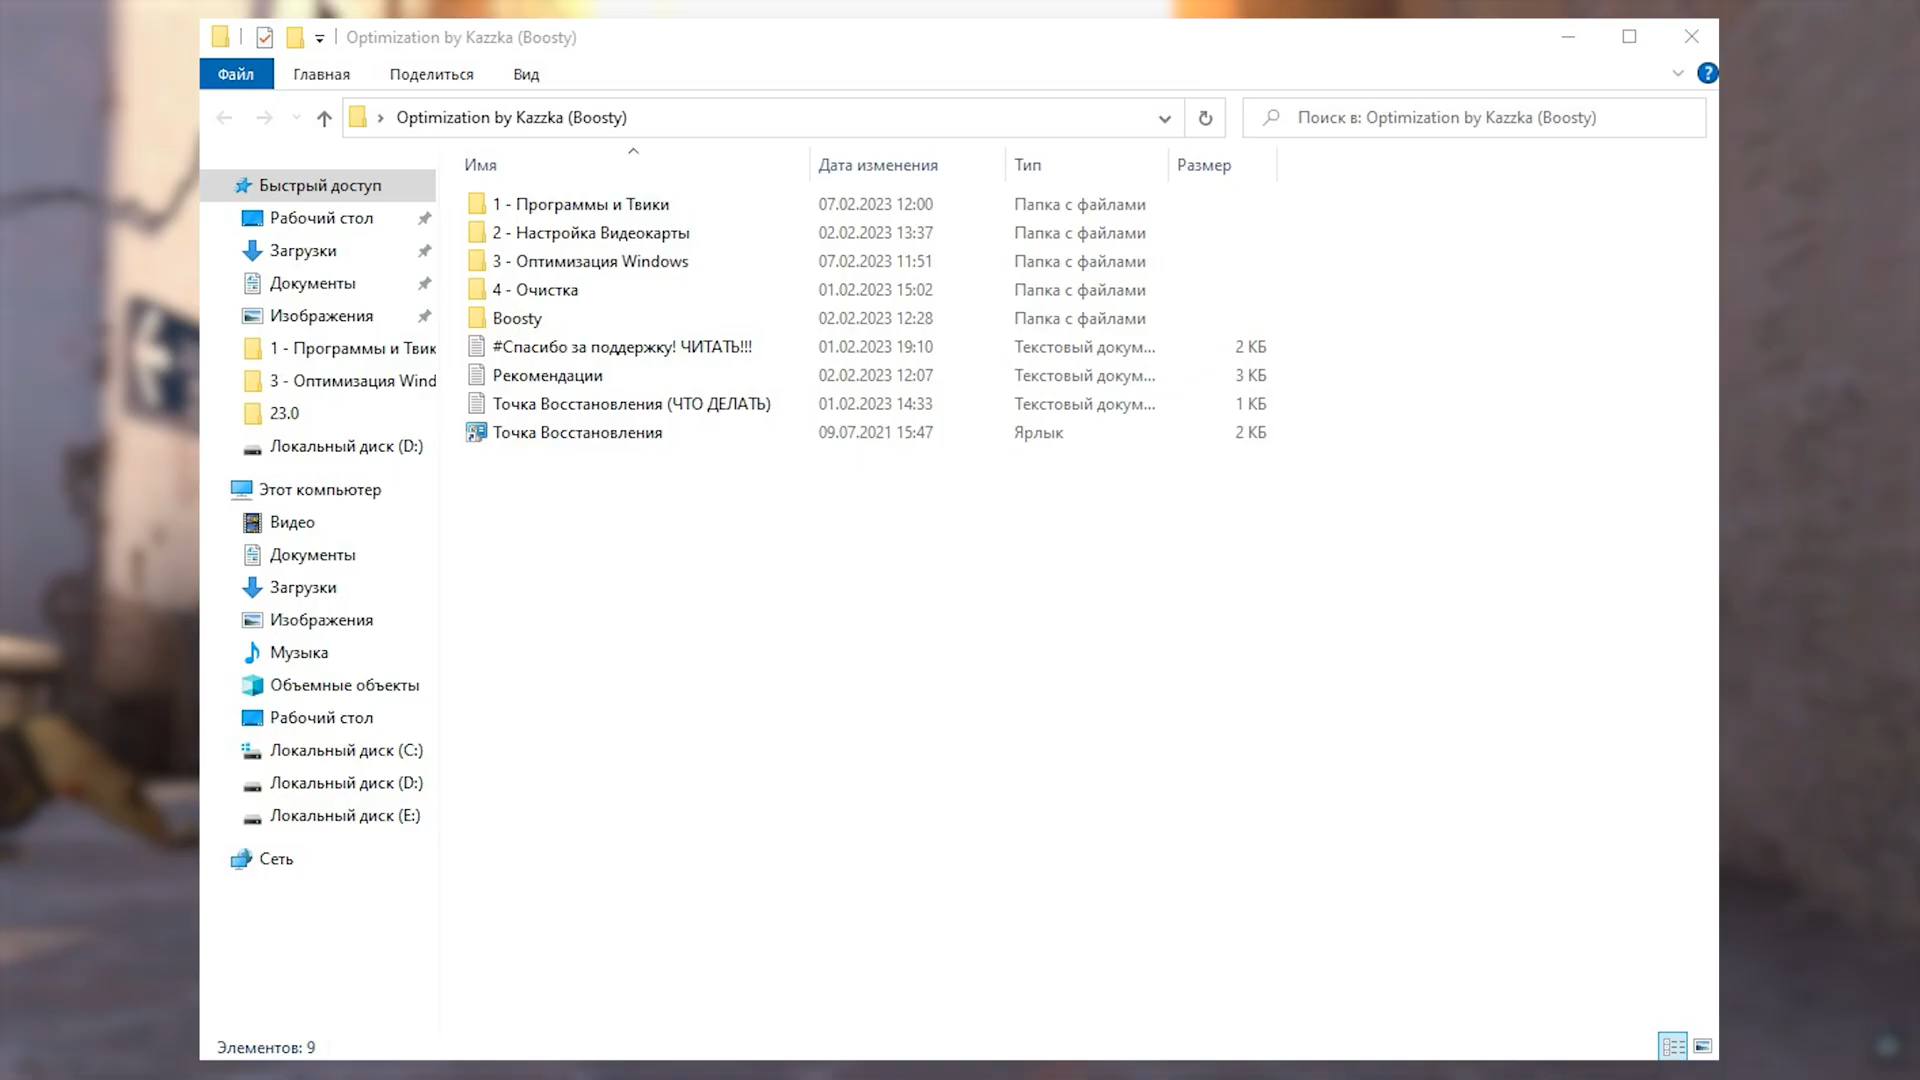 Optimization by Kazzka (Boosty)
Файл Главная Поделиться Вид
Optimization by Kazzka (Boosty) Поиск в: Optimization by Kazzka (Boosty)
Быстрый доступ
Рабочий стол
Загрузки
Документы
Изображения
1 - Программы и Твик
3 - Оптимизация Wind
23.0
Локальный диск (D:)
Этот компьютер
Видео
Документы
Загрузки
Изображения
Музыка
Объемные объекты
Рабочий стол
Локальный диск (C:)
Локальный диск (D:)
Локальный диск (E:)
Сеть
Имя Дата изменения Тип Размер
1 - Программы и Твики 07.02.2023 12:00 Папка с файлами
2 - Настройка Видеокарты 02.02.2023 13:37 Папка с файлами
3 - Оптимизация Windows 07.02.2023 11:51 Папка с файлами
4 - Очистка 01.02.2023 15:02 Папка с файлами
Boosty 02.02.2023 12:28 Папка с файлами
#Спасибо за поддержку! ЧИТАТЬ!!! 01.02.2023 19:10 Текстовый докум... 2 КБ
Рекомендации 02.02.2023 12:07 Текстовый докум... 3 КБ
Точка Восстановления (ЧТО ДЕЛАТЬ) 01.02.2023 14:33 Текстовый докум... 1 КБ
Точка Восстановления 09.07.2021 15:47 Ярлык 2 КБ
Элементов: 9